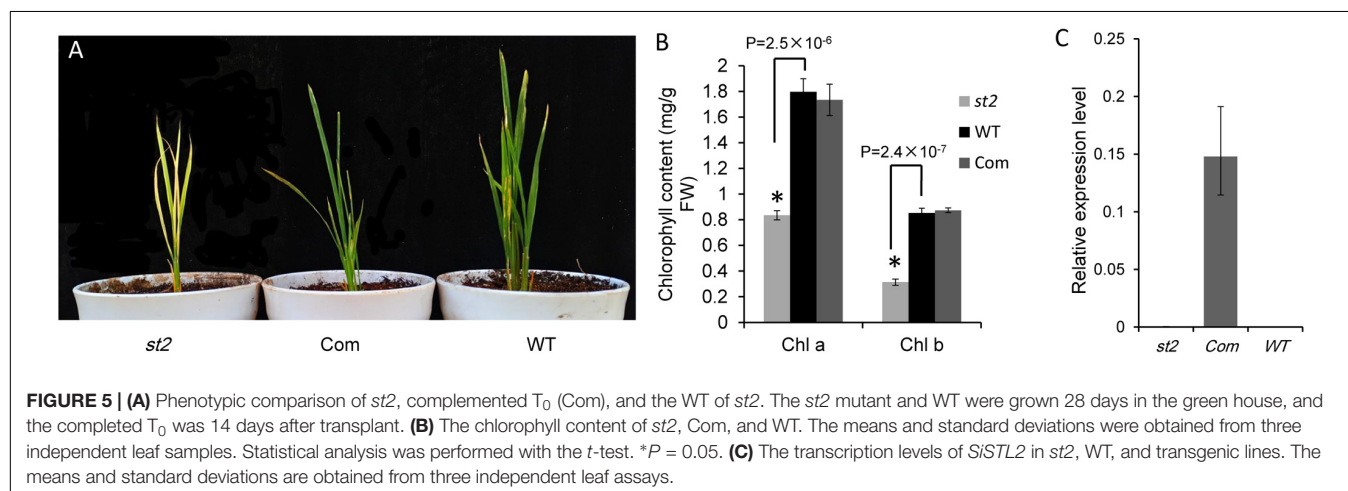 A
st2
Com
WT
B
P=2.5×10-6
P=2.4×10-7
Chlorophyll content (mg/g
FW)
2
1.8
1.6
1.4
1.2
1
0.8
0.6
0.4
0.2
0
*
*
st2
WT
Com
Chl a
Chl b
C
Relative expression level
0.25
0.2
0.15
0.1
0.05
0
st2
Com
WT
FIGURE 5 | (A) Phenotypic comparison of st2, complemented T0 (Com), and the WT of st2. The st2 mutant and WT were grown 28 days in the green house, and
the completed T0 was 14 days after transplant. (B) The chlorophyll content of st2, Com, and WT. The means and standard deviations were obtained from three
independent leaf samples. Statistical analysis was performed with the t-test. *P = 0.05. (C) The transcription levels of SiSTL2 in st2, WT, and transgenic lines. The
means and standard deviations are obtained from three independent leaf assays.